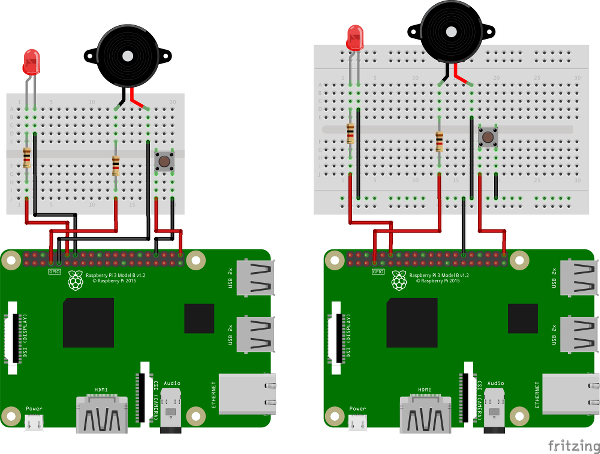 Raspberry Pi 3 Model B v1.2
© Raspberry Pi 2015
GPIO
USB 2x
USB 2x
DSI (DISPLAY)
HDMI
CSI (CAMERA)
Audio
ETHERNET
Power
Raspberry Pi 3 Model B v1.2
© Raspberry Pi 2015
GPIO
USB 2x
USB 2x
DSI (DISPLAY)
HDMI
CSI (CAMERA)
Audio
ETHERNET
Power
fritzing